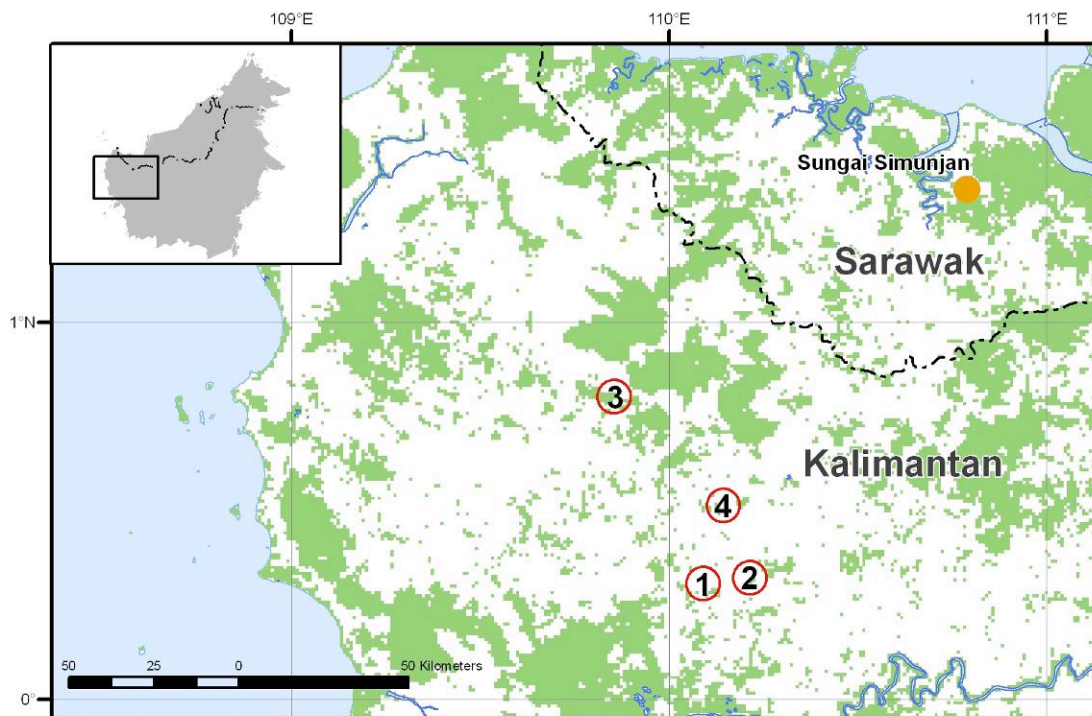 109°E 110°E 111°E
Sungai Simunjan
Sarawak
1°N
3
Kalimantan
4
1 2
50 25 0 50 Kilometers
0°